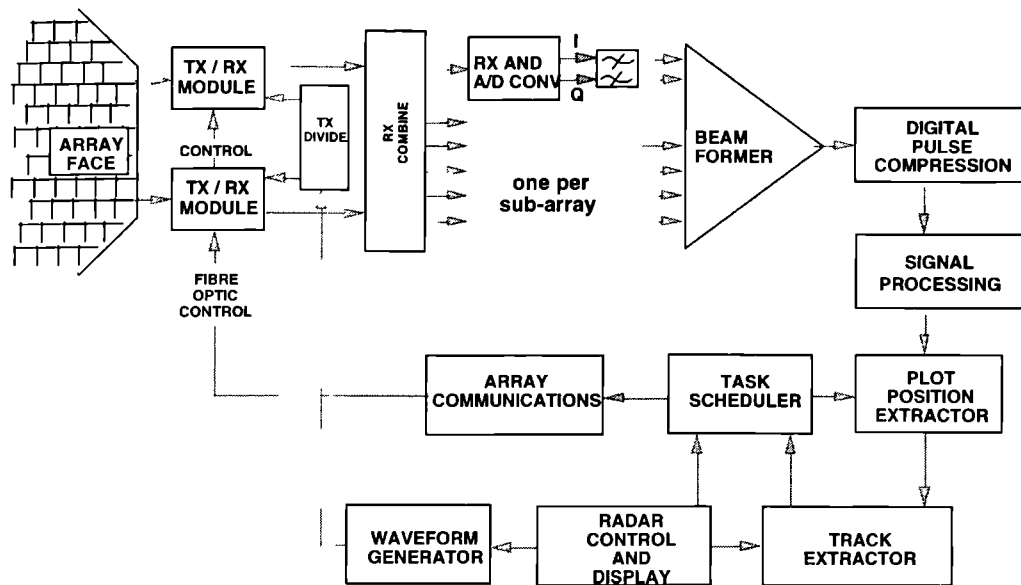 TX / RX
MODULE
ARRAY
FACE
CONTROL
TX / RX
MODULE
TX
DIVIDE
RX
COMBINE
RX AND
A/D CONV
I
Q
one per
sub-array
BEAM
FORMER
DIGITAL
PULSE
COMPRESSION
SIGNAL
PROCESSING
FIBRE
OPTIC
CONTROL
ARRAY
COMMUNICATIONS
TASK
SCHEDULER
PLOT
POSITION
EXTRACTOR
WAVEFORM
GENERATOR
RADAR
CONTROL
AND
DISPLAY
TRACK
EXTRACTOR